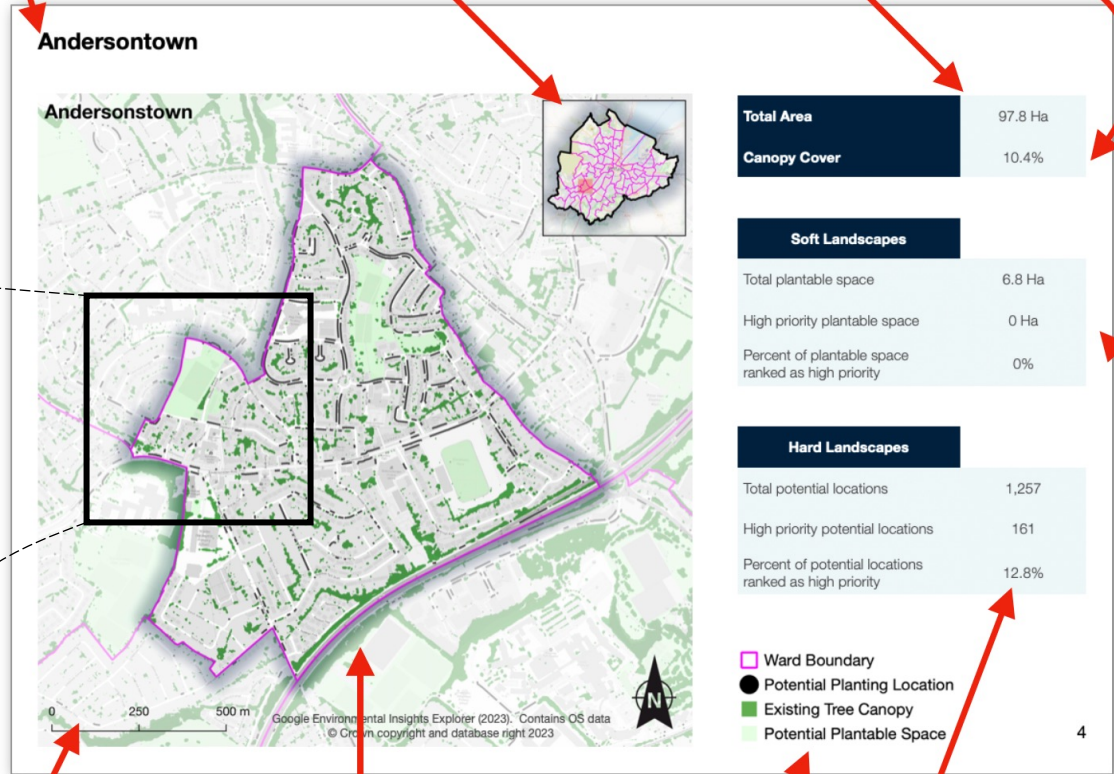 Andersontown
Andersonstown
Total Area 97.8 Ha
Canopy Cover 10.4%
Soft Landscapes
Total plantable space 6.8 Ha
High priority plantable space 0 Ha
Percent of plantable space
ranked as high priority 0%
Hard Landscapes
Total potential locations 1,257
High priority potential locations 161
Percent of potential locations
ranked as high priority 12.8%
Ward Boundary
Potential Planting Location
Existing Tree Canopy
Potential Plantable Space
0 250 500 m
Google Environmental Insights Explorer (2023). Contains OS data
© Crown copyright and database right 2023
N
4